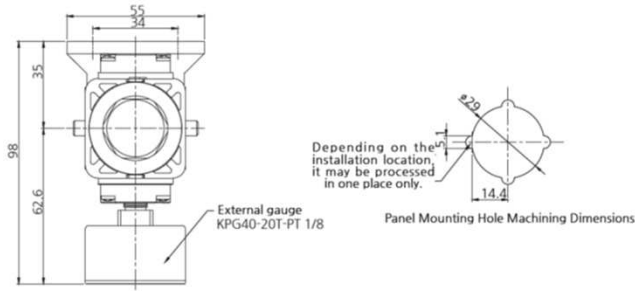 55
34
35
98
62.6
External gauge
KPG40-20T-PT 1/8
ø29
Depending on the
installation location,
it may be processed
in one place only.
5.1
14.4
Panel Mounting Hole Machining Dimensions